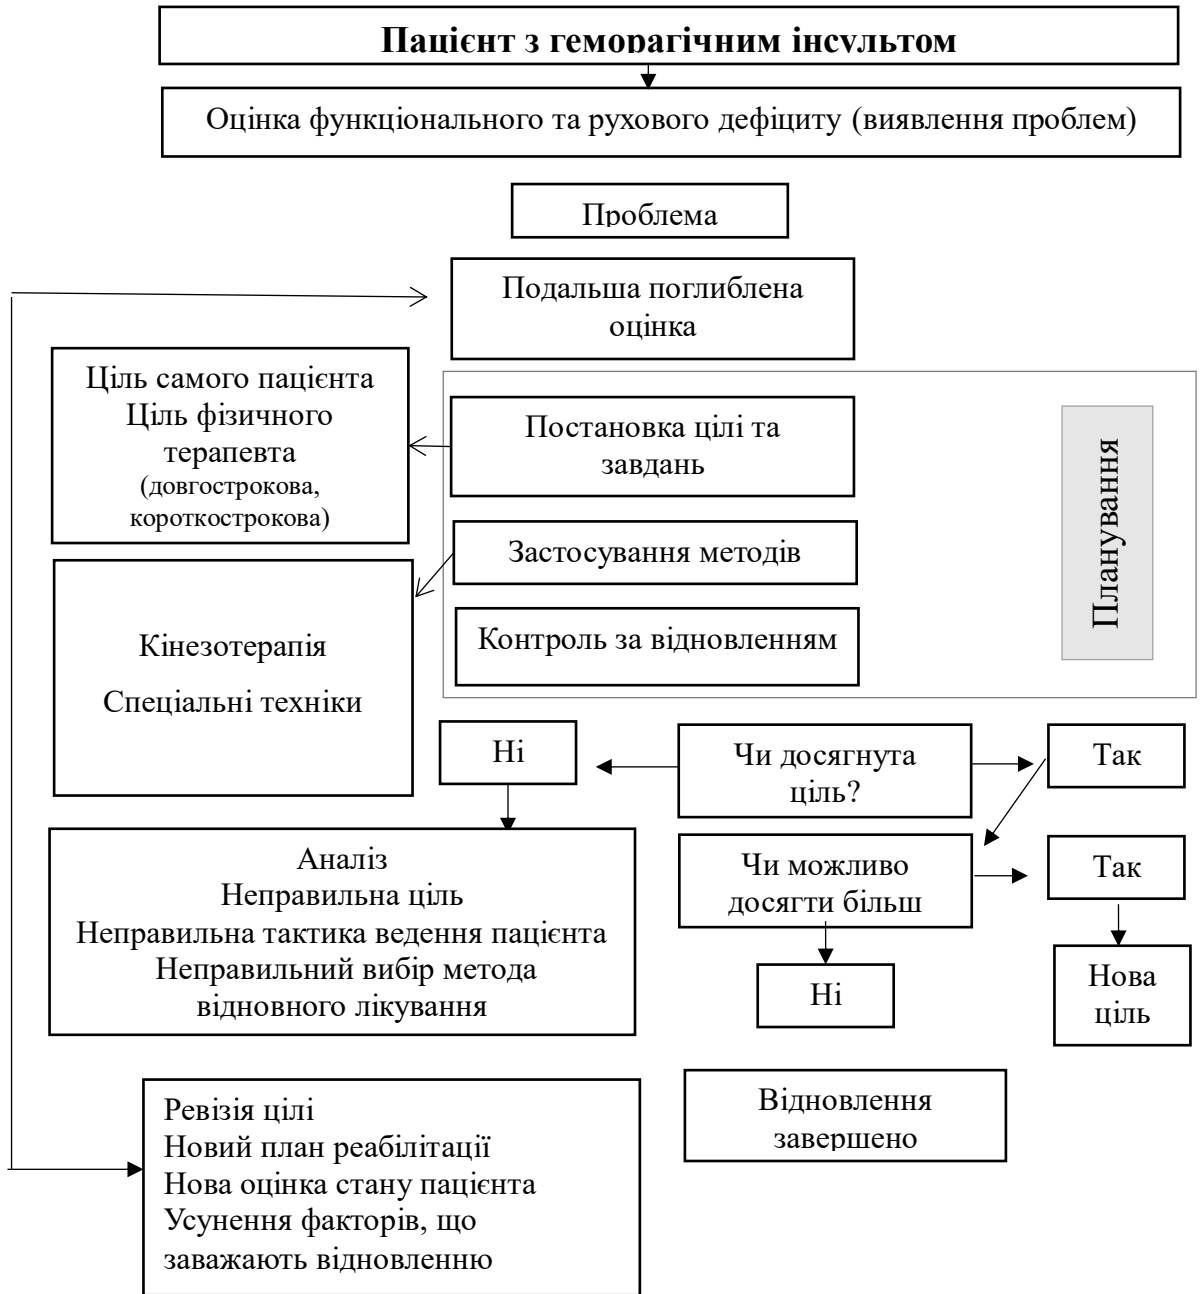 Пацієнт з геморагічним інсультом
Оцінка функціонального та рухового дефіциту (виявлення проблем)
Проблема
Подальша поглиблена
оцінка
Ціль самого пацієнта
Ціль фізичного
терапевта
(довгострокова,
короткострокова)
Постановка цілі та
завдань
Планування
Застосування методів
Контроль за відновленням
Кінезотерапія
Спеціальні техніки
Ні
Чи досягнута
ціль?
Так
Аналіз
Неправильна ціль
Неправильна тактика ведення пацієнта
Неправильний вибір метода
відновного лікування
Чи можливо
досягти більш
Так
Ні
Нова
ціль
Відновлення
завершено
Ревізія цілі
Новий план реабілітації
Нова оцінка стану пацієнта
Усунення факторів, що
заважають відновленню